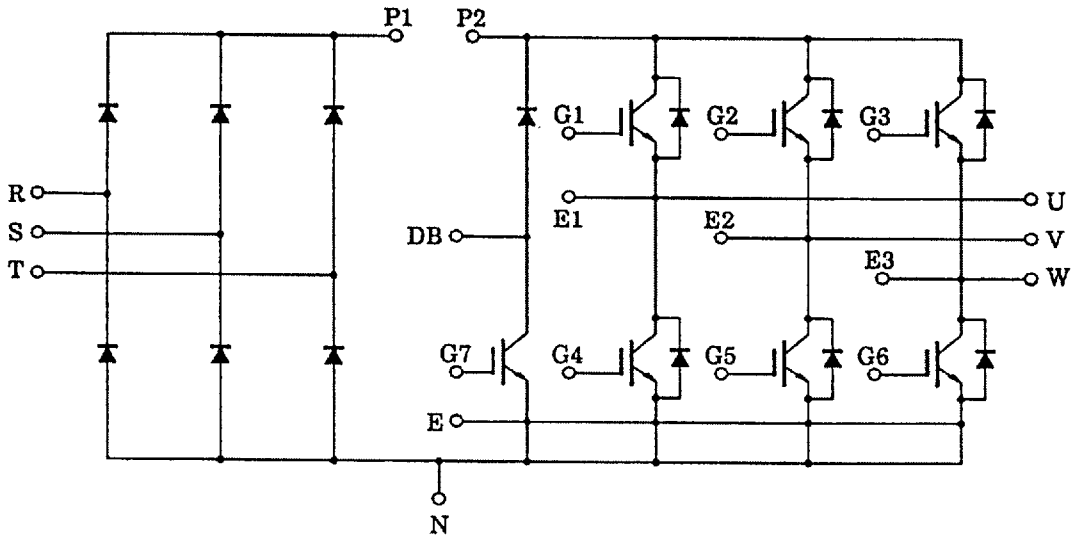 P1 P2
G1 G2 G3
R E1 U
S DB E2 V
T E3 W
G7 G4 G5 G6
E
N